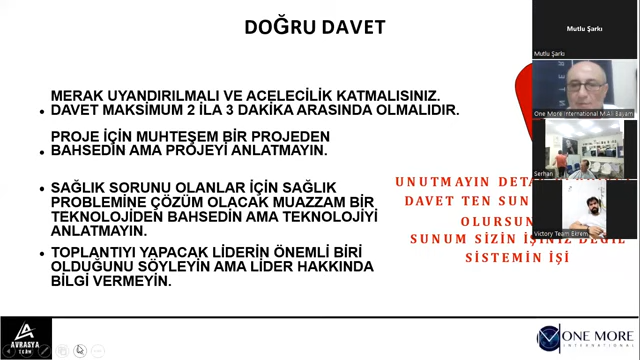 DOĞRU DAVET
MERAK UYANDIRILMALI VE ACELECİLİK KATMALISINIZ.
DAVET MAKSİMUM 2 İLA 3 DAKİKA ARASINDA OLMALIDIR.
PROJE İÇİN MUHTEŞEM BİR PROJEDEN
BAHSEDİN AMA PROJEYİ ANLATMAYIN.
SAĞLIK SORUNU OLANLAR İÇİN SAĞLIK
PROBLEMİNE ÇÖZÜM OLACAK MUAZZAM BİR
TEKNOLOJİDEN BAHSEDİN AMA TEKNOLOJİYİ
ANLATMAYIN.
TOPLANTIYI YAPACAK LİDERİN ÖNEMLİ BİRİ
OLDUĞUNU SÖYLEYİN AMA LİDER HAKKINDA
BİLGİ VERMEYİN.
UNUTMAYIN
DAVET TEN SUN
OLURSUN
SUNUM SİZİN İŞİNİZ DEĞİL
SİSTEMİN İŞİ
Mutlu Şarkı
Mutlu Şarkı
One More International M.Ali Bayam
Serhan
Victory Team Ekrem
AVRASYA
TEAM
ONE MORE
INTERNATIONAL